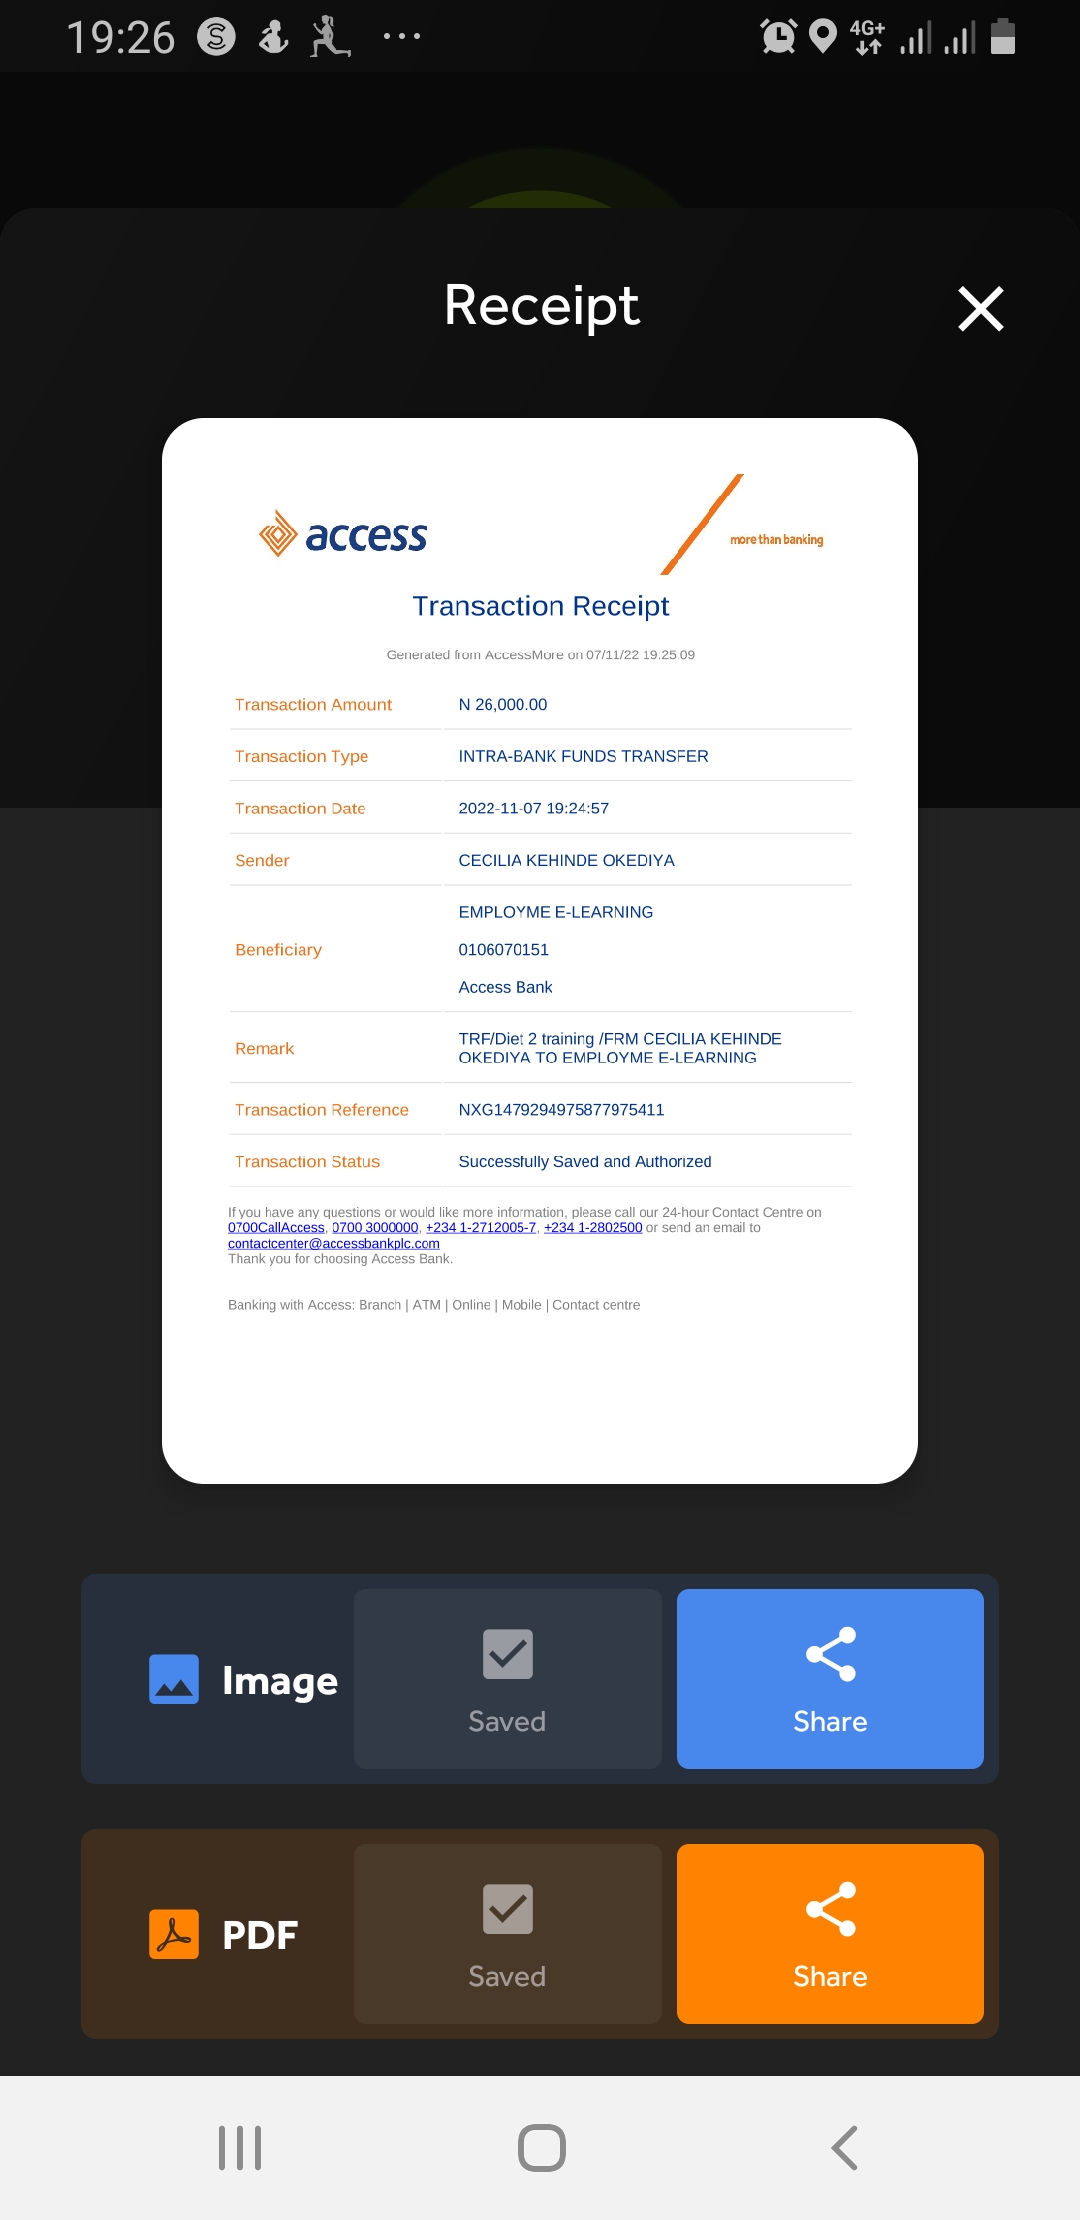 19:26
4G+
Receipt
access
more than banking
Transaction Receipt
Generated from AccessMore on 07/11/22 19:25:09
Transaction Amount N 26,000.00
Transaction Type INTRA-BANK FUNDS TRANSFER
Transaction Date 2022-11-07 19:24:57
Sender CECILIA KEHINDE OKEDIYA
EMPLOYME E-LEARNING
Beneficiary 0106070151
Access Bank
Remark TRF/Diet 2 training /FRM CECILIA KEHINDE
OKEDIYA TO EMPLOYME E-LEARNING
Transaction Reference NXG1479294975877975411
Transaction Status Successfully Saved and Authorized
If you have any questions or would like more information, please call our 24-hour Contact Centre on
0700CallAccess, 0700 3000000, +234 1-2712005-7, +234 1-2802500 or send an email to
contactcenter@accessbankplc.com
Thank you for choosing Access Bank.
Banking with Access: Branch | ATM | Online | Mobile | Contact centre
Image Saved Share
PDF Saved Share